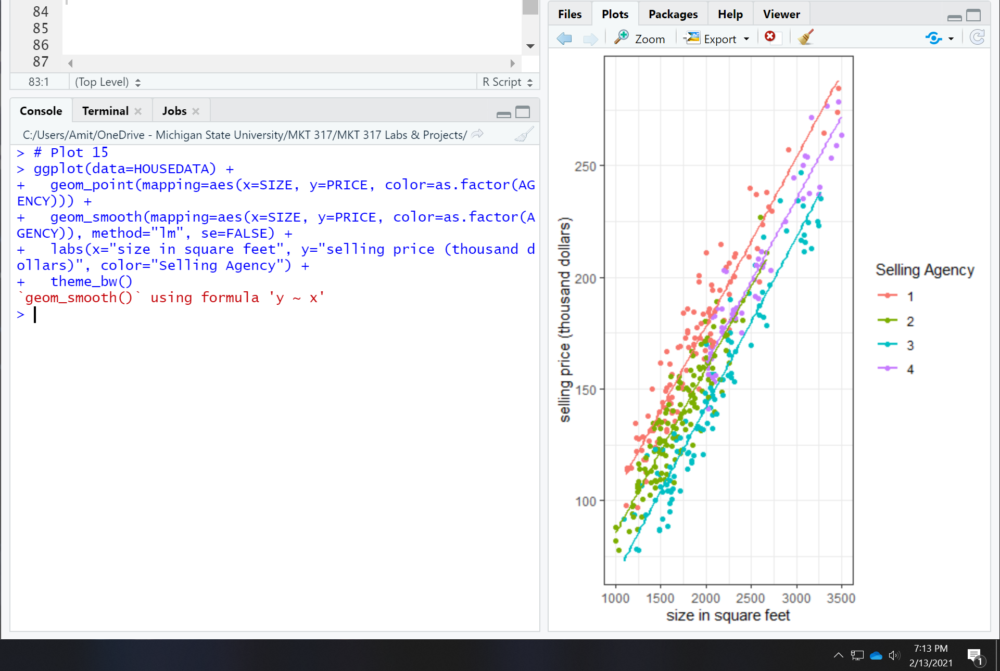 84
85
86
87
83:1 (Top Level) R Script
Console Terminal Jobs
C:/Users/Amit/OneDrive - Michigan State University/MKT 317/MKT 317 Labs & Projects/
> # Plot 15
> ggplot(data=HOUSEDATA) +
+   geom_point(mapping=aes(x=SIZE, y=PRICE, color=as.factor(AG
ENCY))) +
+   geom_smooth(mapping=aes(x=SIZE, y=PRICE, color=as.factor(A
GENCY)), method="lm", se=FALSE) +
+   labs(x="size in square feet", y="selling price (thousand d
ollars)", color="Selling Agency") +
+   theme_bw()
`geom_smooth()` using formula 'y ~ x'
>
Files Plots Packages Help Viewer
Zoom Export
selling price (thousand dollars)
250
200
150
100
1000 1500 2000 2500 3000 3500
size in square feet
Selling Agency
1
2
3
4
7:13 PM
2/13/2021
1